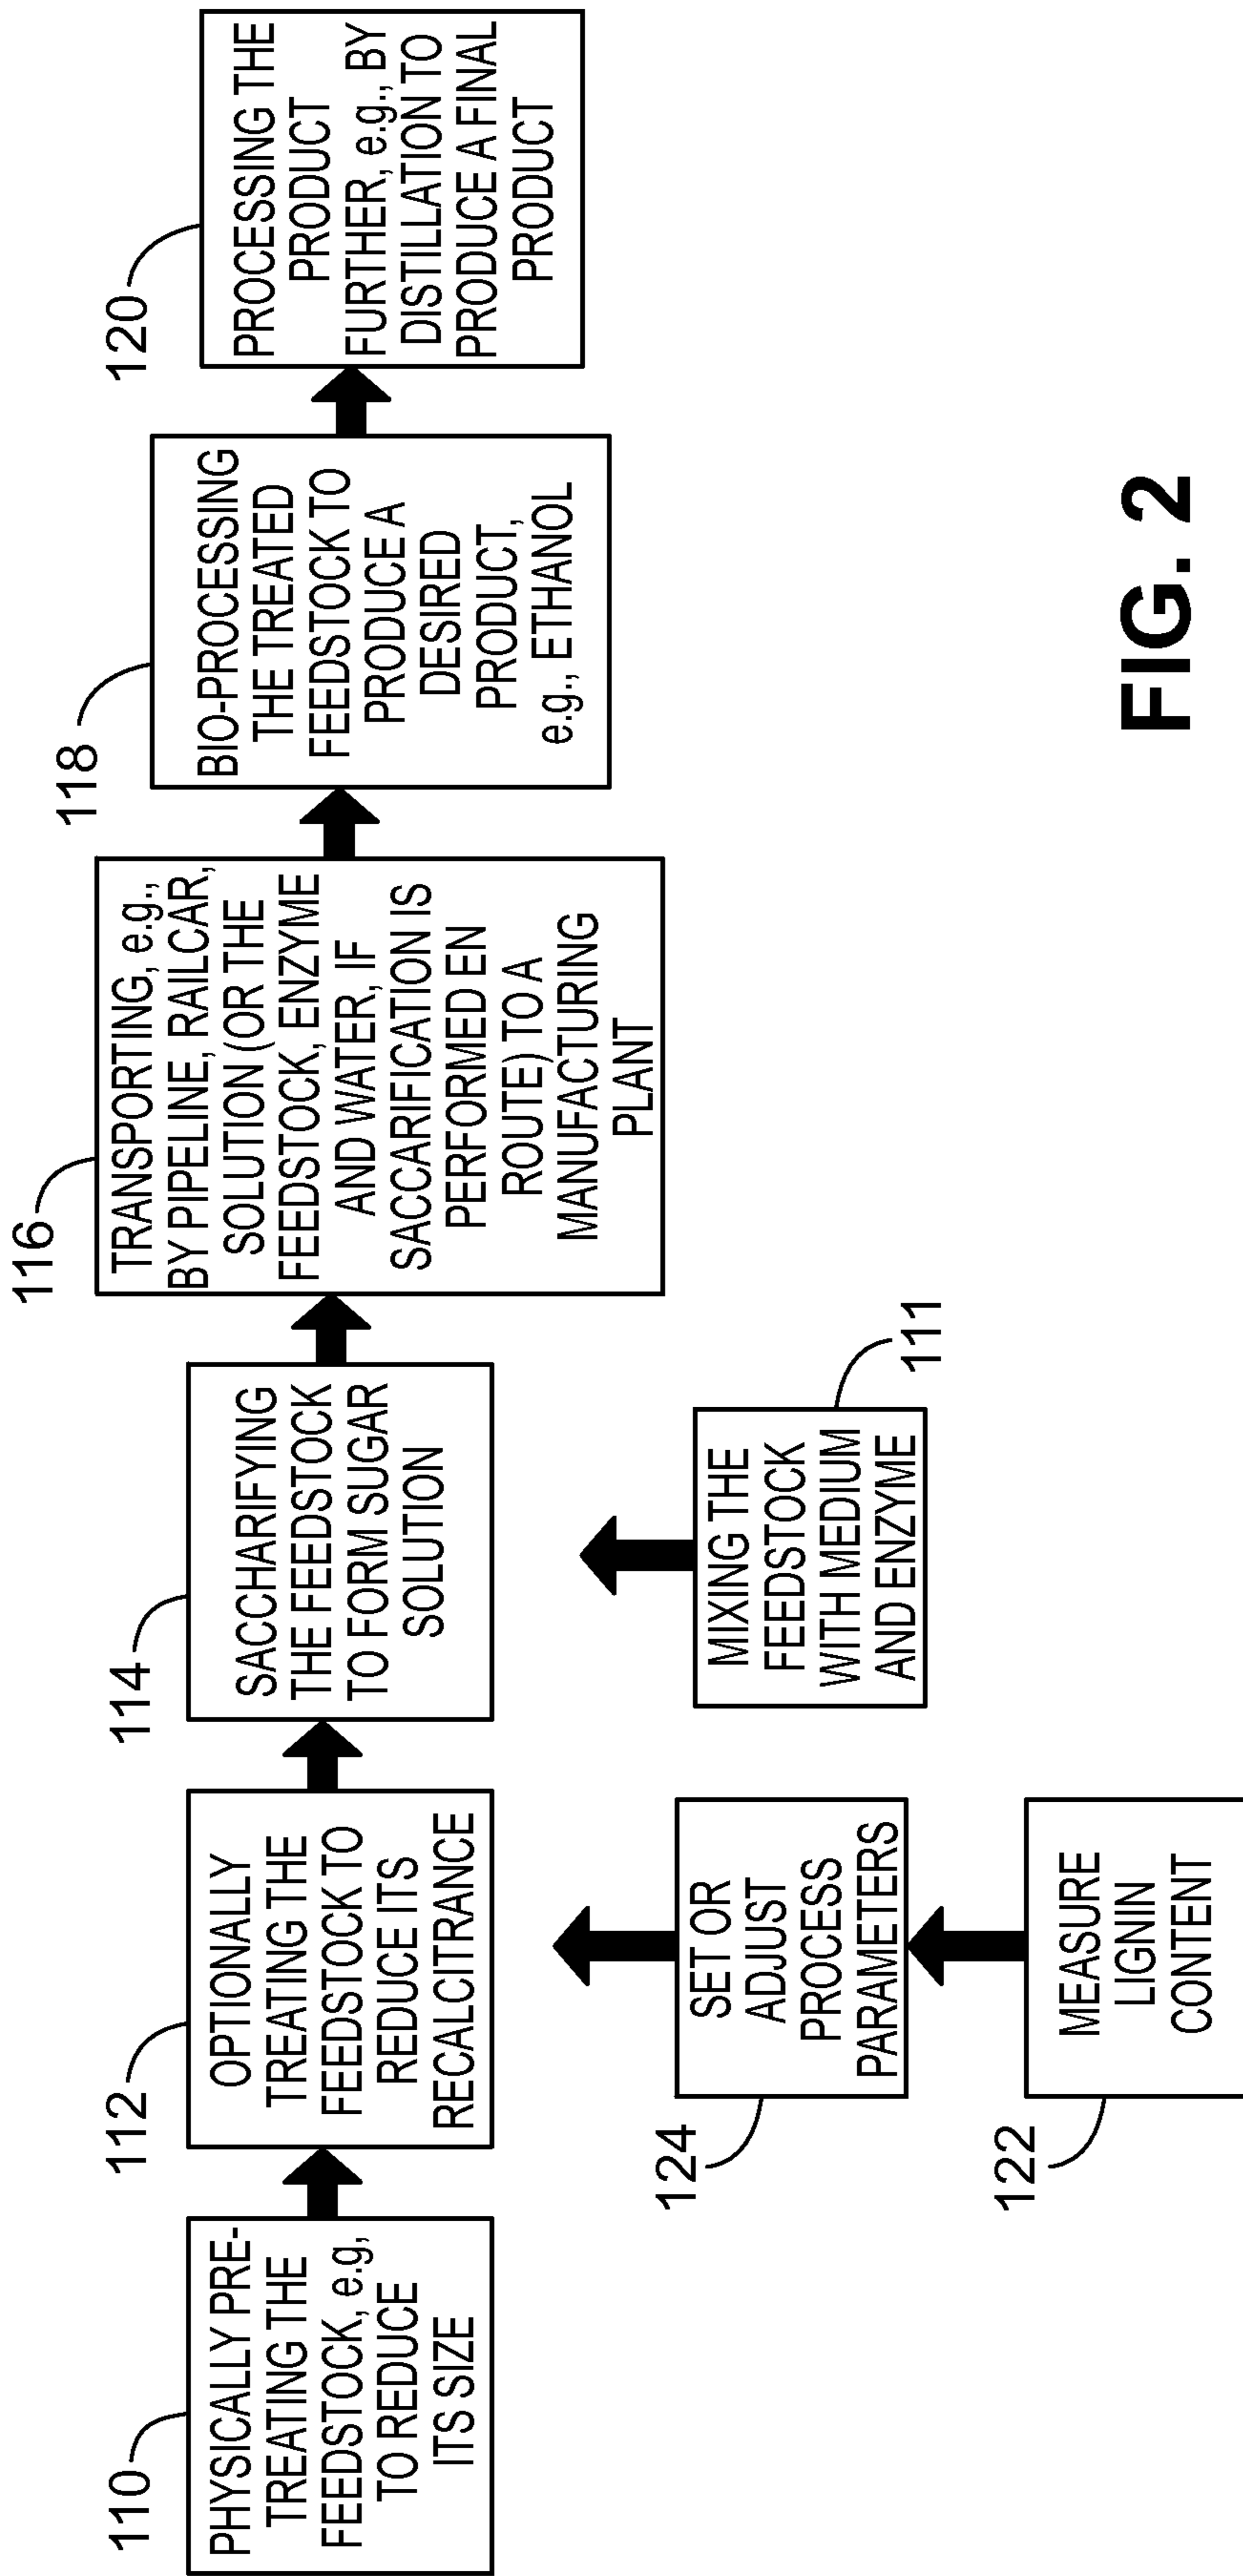 110
PHYSICALLY PRE-
TREATING THE
FEEDSTOCK, e.g,
TO REDUCE
ITS SIZE
112
OPTIONALLY
TREATING THE
FEEDSTOCK TO
REDUCE ITS
RECALCITRANCE
114
SACCHARIFYING
THE FEEDSTOCK
TO FORM SUGAR
SOLUTION
116
TRANSPORTING, e.g.,
BY PIPELINE, RAILCAR,
SOLUTION (OR THE
FEEDSTOCK, ENZYME
AND WATER, IF
SACCARIFICATION IS
PERFORMED EN
ROUTE) TO A
MANUFACTURING
PLANT
118
BIO-PROCESSING
THE TREATED
FEEDSTOCK TO
PRODUCE A
DESIRED
PRODUCT,
e.g., ETHANOL
120
PROCESSING THE
PRODUCT
FURTHER, e.g., BY
DISTILLATION TO
PRODUCE A FINAL
PRODUCT
124
SET OR
ADJUST
PROCESS
PARAMETERS
122
MEASURE
LIGNIN
CONTENT
MIXING THE
FEEDSTOCK
WITH MEDIUM
AND ENZYME
111
FIG. 2